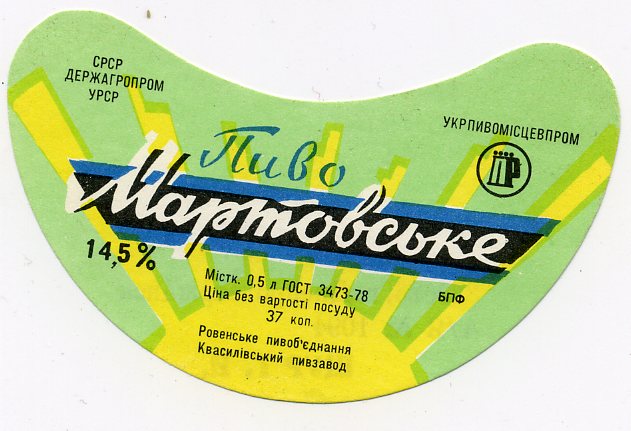 СРСР
ДЕРЖАГРОПРОМ
УРСР
УКРПИВОМІСЦЕВПРОМ
Пиво
Мартовське
14,5%
Містк. 0,5 л ГОСТ 3473-78
Ціна без вартості посуду
37 коп.
БПФ
Ровенське пивоб'єднання
Квасилівський пивзавод